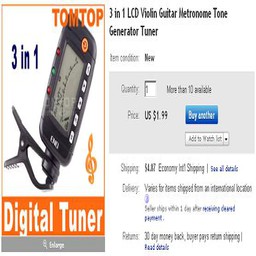 TOMTOP
3 in 1
Digital Tuner
Enlarge
3 in 1 LCD Violin Guitar Metronome Tone
Generator Tuner
Item condition: New
Quantity: 1 More than 10 available
Price: US $1.99
Buy another
Add to Watch list
Shipping: $4.87 Economy Int'l Shipping | See all details
Delivery: Varies for items shipped from an international location
Seller ships within 1 day after receiving cleared
payment.
Returns: 30 day money back, buyer pays return shipping |
Read details